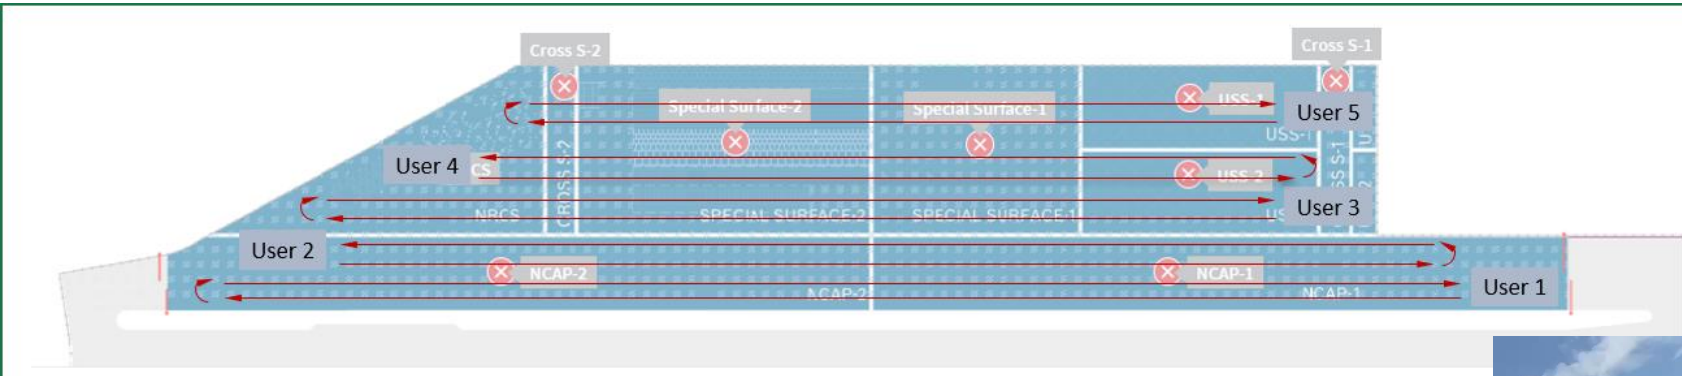 Cross S-2
Cross S-1
Special Surface-2
Special Surface-1
USS-1
User 5
USS-1
CROSS S-2
User 4
CS
USS-2
User 3
NRCS
SPECIAL SURFACE-2
SPECIAL SURFACE-1
User 2
NCAP-2
NCAP-1
User 1
NCAP-2
NCAP-1